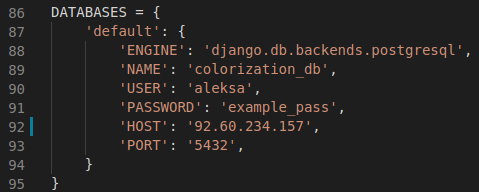 86 DATABASES = {
87     'default': {
88         'ENGINE': 'django.db.backends.postgresql',
89         'NAME': 'colorization_db',
90         'USER': 'aleksa',
91         'PASSWORD': 'example_pass',
92         'HOST': '92.60.234.157',
93         'PORT': '5432',
94     }
95 }